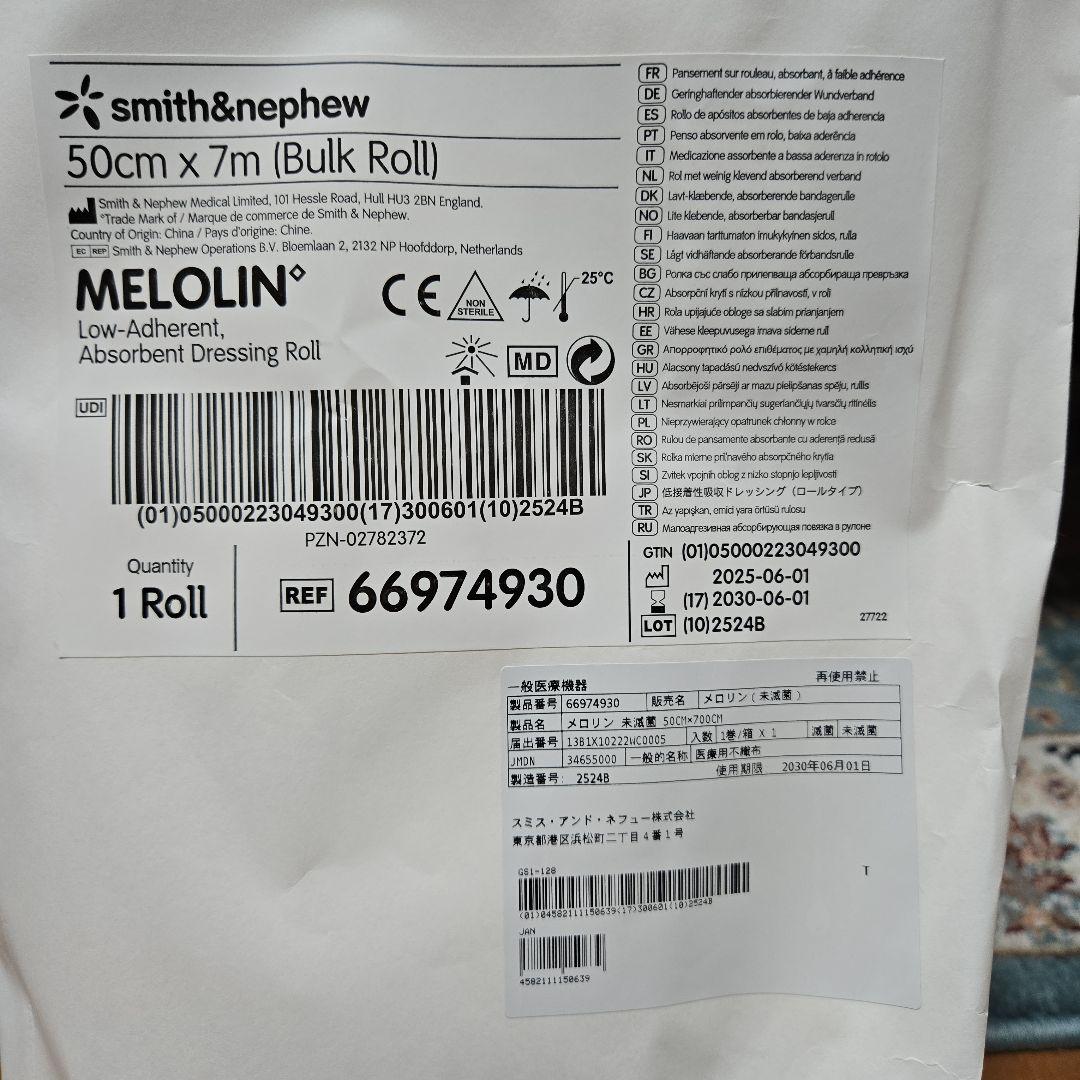 smith&nephew
50cm x 7m (Bulk Roll)
Smith & Nephew Medical Limited, 101 Hessle Road, Hull HU3 2BN England.
◊Trade Mark of / Marque de commerce de Smith & Nephew.
Country of Origin: China / Pays d'origine: Chine.
EC REP Smith & Nephew Operations B.V. Bloemlaan 2, 2132 NP Hoofddorp, Netherlands
MELOLIN◊
Low-Adherent,
Absorbent Dressing Roll
CE NON STERILE 25°C
MD
UDI
(01)05000223049300(17)300601(10)2524B
PZN-02782372
Quantity
1 Roll
REF 66974930
FR Pansement sur rouleau, absorbant, à faible adhérence
DE Geringhaftender absorbierender Wundverband
ES Rollo de apósitos absorbentes de baja adherencia
PT Penso absorvente em rolo, baixa aderência
IT Medicazione assorbente a bassa aderenza in rotolo
NL Rol met weinig klevend absorberend verband
DK Lavt-klæbende, absorberende bandagerulle
NO Lite klebende, absorberbar bandasjerull
FI Haavaan tarttumaton imukykyinen sidos, rulla
SE Lågt vidhäftande absorberande förbandsrulle
BG Ролка със слабо прилепваща абсорбираща превръзка
CZ Absorpční krytí s nízkou přilnavostí, v roli
HR Rola upijajuće obloge sa slabim prianjanjem
EE Vähese kleepuvusega imava sideme rull
GR Απορροφητικό ρολό επιθέματος με χαμηλή κολλητική ισχύ
HU Alacsony tapadású nedvszívó kötéstekercs
LV Absorbējoši pārsēji ar mazu pielipšanas spēju, rullis
LT Nesmarkiai prilimpančių sugeriančiųjų tvarsčių ritinėlis
PL Nieprzywierający opatrunek chłonny w rolce
RO Rulou de pansamente absorbante cu aderență redusă
SK Rolka mierne priľnavého absorpčného krytia
SI Zvitek vpojnih oblog z nizko stopnjo lepljivosti
JP 低接着性吸収ドレッシング（ロールタイプ）
TR Az yapışkan, emici yara örtüsü rulosu
RU Малоадгезивная абсорбирующая повязка в рулоне
GTIN (01)05000223049300
2025-06-01
(17) 2030-06-01
LOT (10)2524B
27722
一般医療機器 再使用禁止
製品番号 66974930 販売名 メロリン(未滅菌)
製品名 メロリン 未滅菌 50CM×700CM
届出番号 13B1X10222WC0005 入数 1巻/箱 X 1 滅菌 未滅菌
JMDN 34655000 一般的名称 医療用不織布
製造番号: 2524B 使用期限 2030年06月01日
スミス・アンド・ネフュー株式会社
東京都港区浜松町二丁目4番1号
GS1-128 T
(01)04582111150639(17)300601(10)2524B
JAN
4582111150639